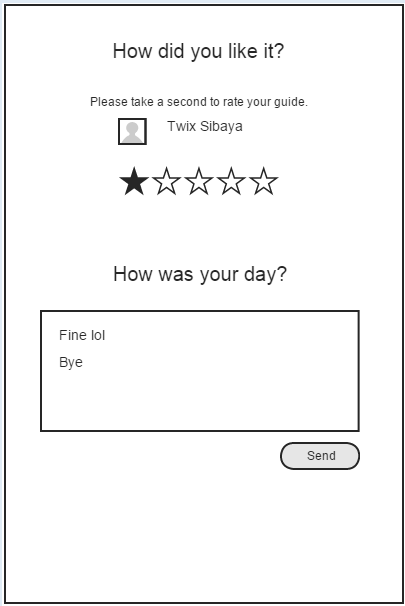 How did you like it?
Please take a second to rate your guide.
Twix Sibaya
How was your day?
Fine lol
Bye
Send